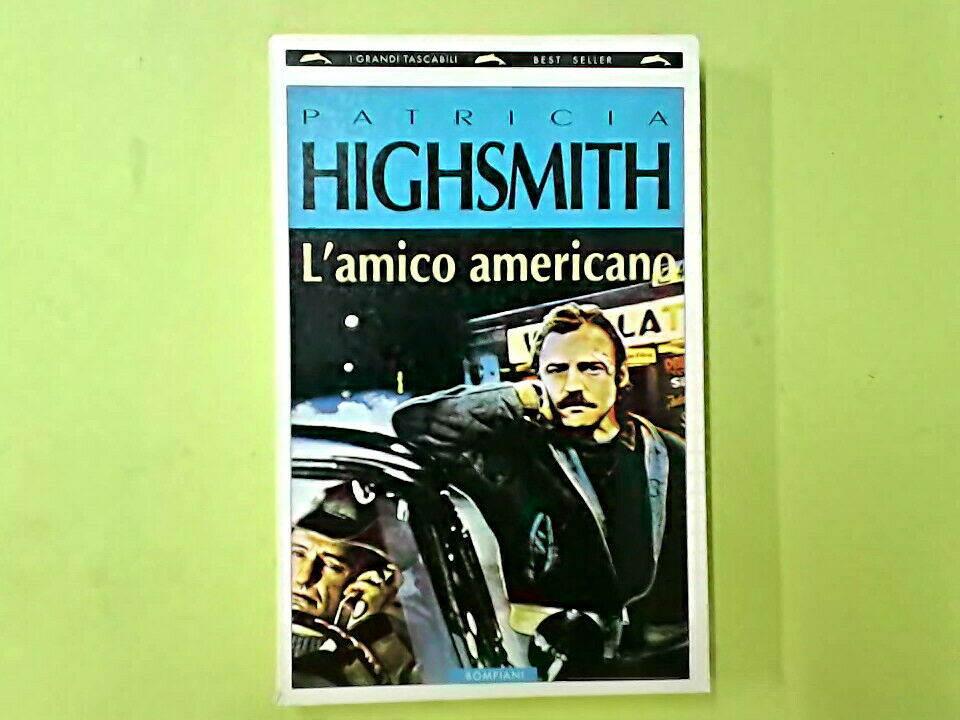 I GRANDI TASCABILI BEST SELLER
PATRICIA
HIGHSMITH
L'amico americano
BOMPIANI